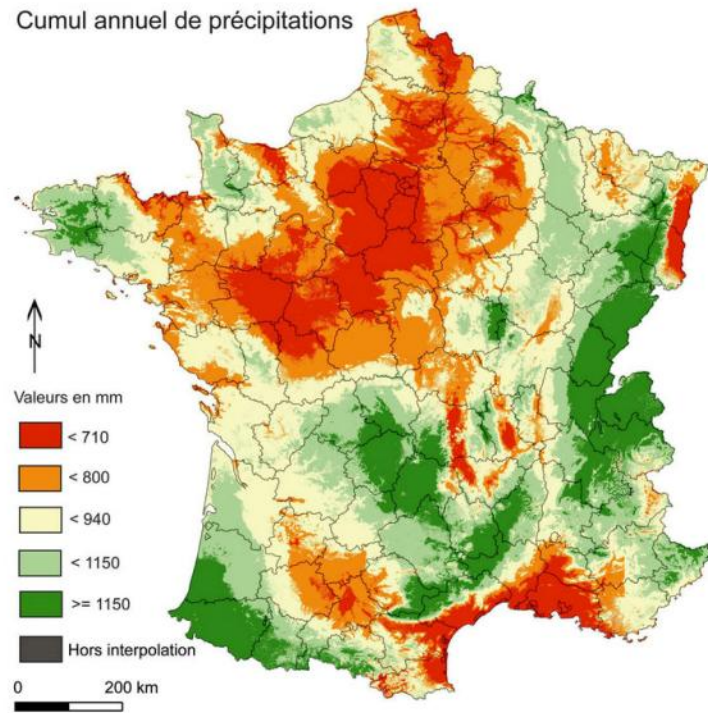 Cumul annuel de précipitations
N
Valeurs en mm
< 710
< 800
< 940
< 1150
>= 1150
Hors interpolation
0 200 km